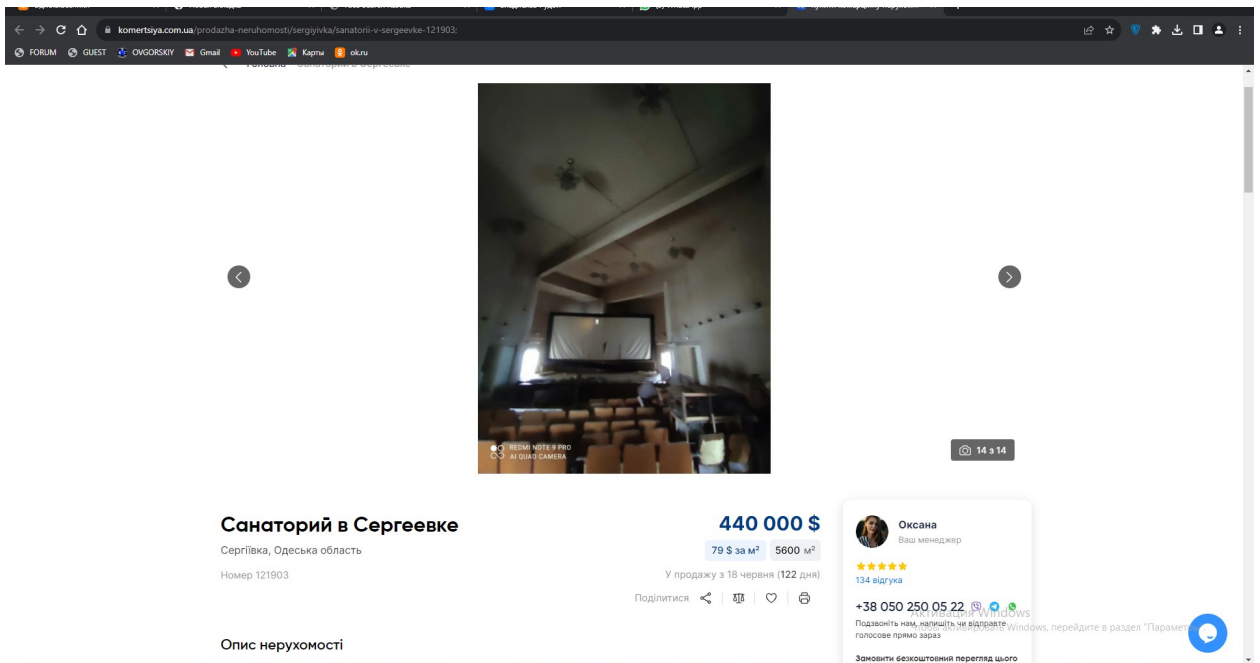 komertsiya.com.ua/prodazha-neruhomosti/sergiyivka/sanatorii-v-sergeevke-121903;
FORUM GUEST OVGORSKIY Gmail YouTube Карты ok.ru
REDMI NOTE 9 PRO
AI QUAD CAMERA
14 з 14
Санаторий в Сергеевке
440 000 $
Сергіївка, Одеська область
79 $ за м² 5600 м²
Номер 121903
У продажу з 18 червня (122 дня)
Поділитися
Опис нерухомості
Оксана
Ваш менеджер
134 відгука
+38 050 250 05 22
Активация Windows
Подзвоніть нам, напишіть чи відправте
голосове прямо зараз
Чтобы активировать Windows, перейдите в раздел "Параметры
Замовити безкоштовний перегляд цього